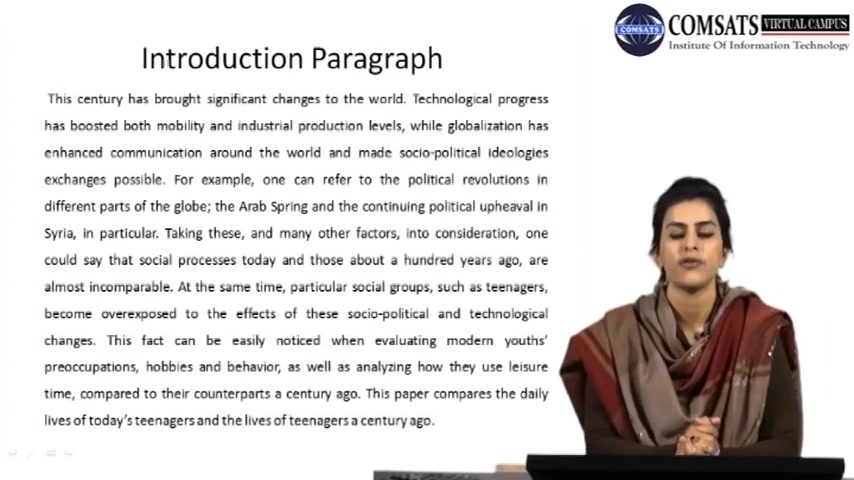 COMSATS VIRTUAL CAMPUS
Institute Of Information Technology
COMSATS
Introduction Paragraph
This century has brought significant changes to the world. Technological progress
has boosted both mobility and industrial production levels, while globalization has
enhanced communication around the world and made socio-political ideologies
exchanges possible. For example, one can refer to the political revolutions in
different parts of the globe; the Arab Spring and the continuing political upheaval in
Syria, in particular. Taking these, and many other factors, into consideration, one
could say that social processes today and those about a hundred years ago, are
almost incomparable. At the same time, particular social groups, such as teenagers,
become overexposed to the effects of these socio-political and technological
changes. This fact can be easily noticed when evaluating modern youths'
preoccupations, hobbies and behavior, as well as analyzing how they use leisure
time, compared to their counterparts a century ago. This paper compares the daily
lives of today's teenagers and the lives of teenagers a century ago.